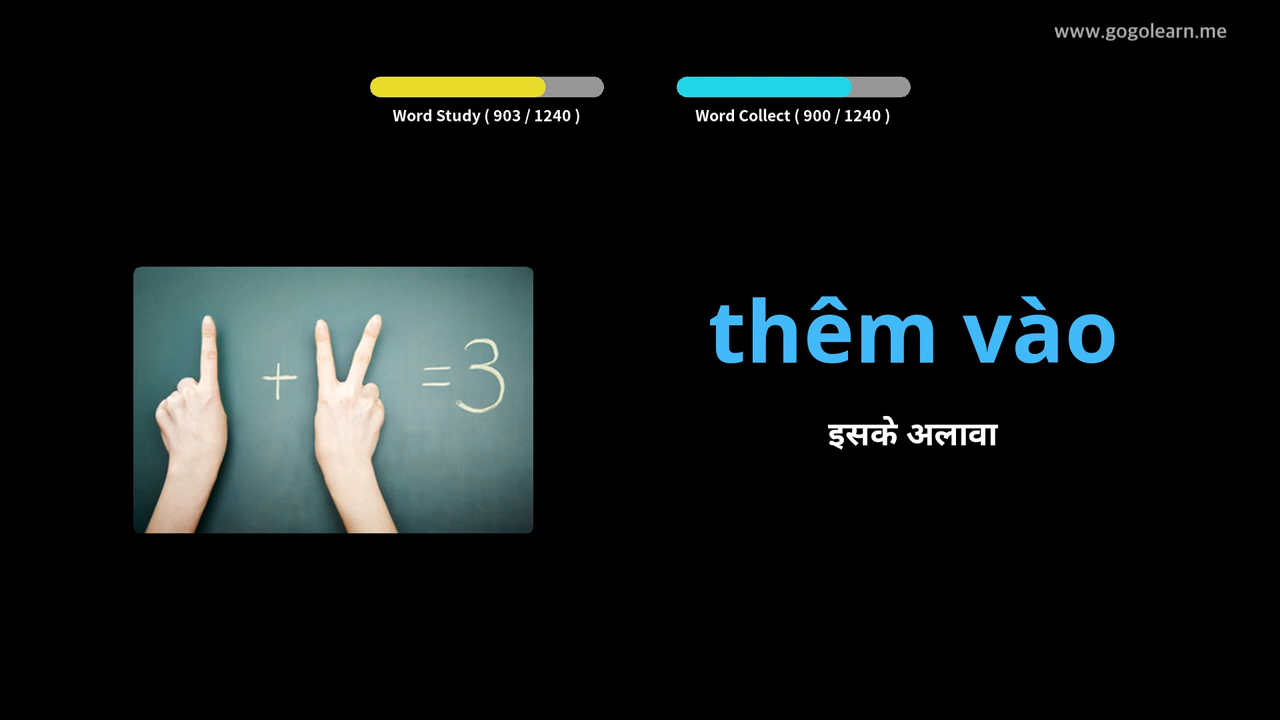 www.gogolearn.me
Word Study ( 903 / 1240 )
Word Collect ( 900 / 1240 )
+ = 3
thêm vào
इसके अलावा